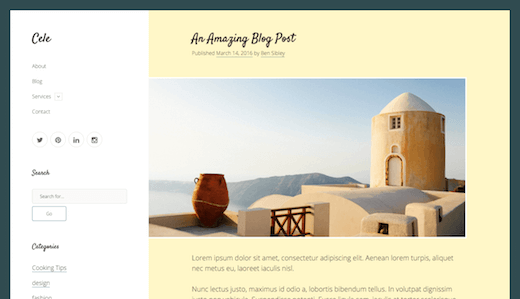 Cele
About
Blog
Services
Contact
Search
Search for...
Go
Categories
Cooking Tips
design
Fashion
An Amazing Blog Post
Published March 14, 2016 by Ben Sibley
Lorem ipsum dolor sit amet, consectetur adipiscing elit. Aenean lorem turpis, aliquet
nec metus eu, laoreet iaculis nisl.
Nunc lectus justo, maximus id odio a, lobortis bibendum tellus. In volutpat dignissim